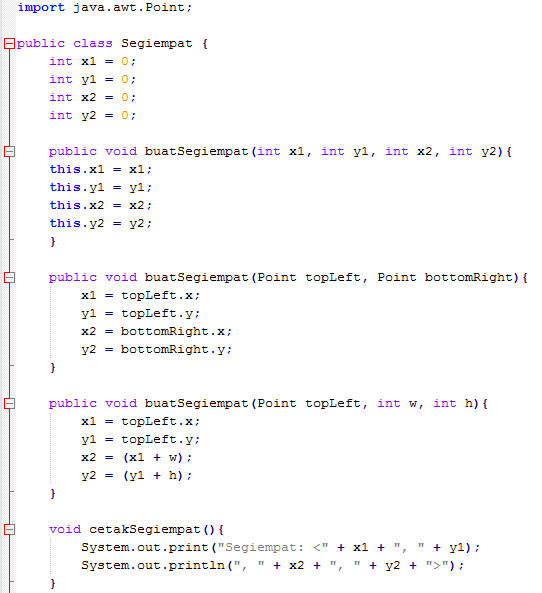 import java.awt.Point;
public class Segiempat {
int x1 = 0;
int y1 = 0;
int x2 = 0;
int y2 = 0;
public void buatSegiempat(int x1, int y1, int x2, int y2){
this.x1 = x1;
this.y1 = y1;
this.x2 = x2;
this.y2 = y2;
}
public void buatSegiempat(Point topLeft, Point bottomRight){
x1 = topLeft.x;
y1 = topLeft.y;
x2 = bottomRight.x;
y2 = bottomRight.y;
}
public void buatSegiempat(Point topLeft, int w, int h){
x1 = topLeft.x;
y1 = topLeft.y;
x2 = (x1 + w);
y2 = (y1 + h);
}
void cetakSegiempat(){
System.out.print("Segiempat: <" + x1 + ", " + y1);
System.out.println(", " + x2 + ", " + y2 + ">");
}